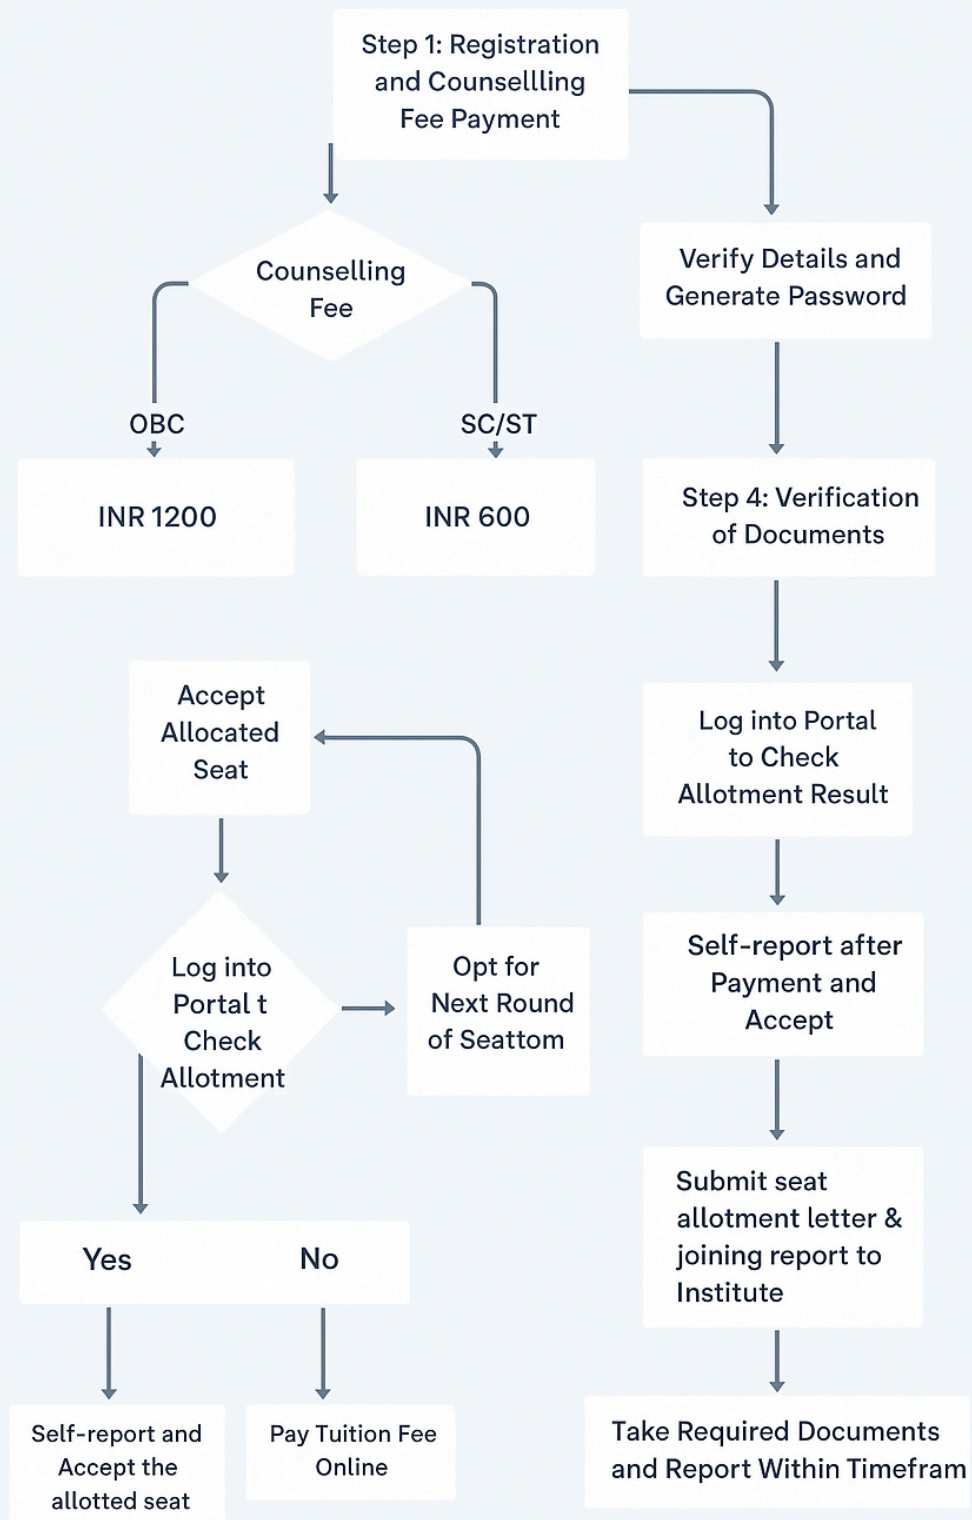 Step 1: Registration
and Counsellling
Fee Payment
Counselling
Fee
Verify Details and
Generate Password
OBC
SC/ST
INR 1200
INR 600
Step 4: Verification
of Documents
Accept
Allocated
Seat
Log into Portal
to Check
Allotment Result
Log into
Portal t
Check
Allotment
Opt for
Next Round
of Seattom
Self-report after
Payment and
Accept
Submit seat
allotment letter &
joining report to
Institute
Yes
No
Self-report and
Accept the
allotted seat
Pay Tuition Fee
Online
Take Required Documents
and Report Within Timefram